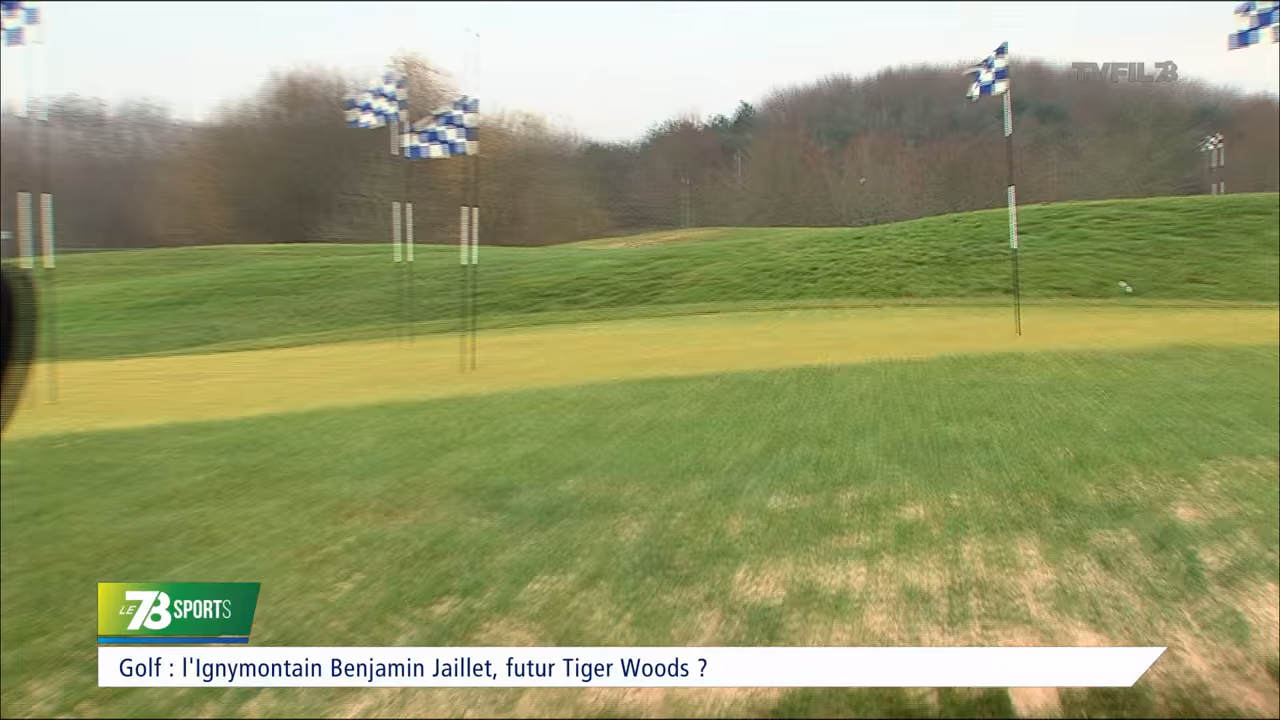 TVFIL78
LE 78 SPORTS
Golf : l'Ignymontain Benjamin Jaillet, futur Tiger Woods ?